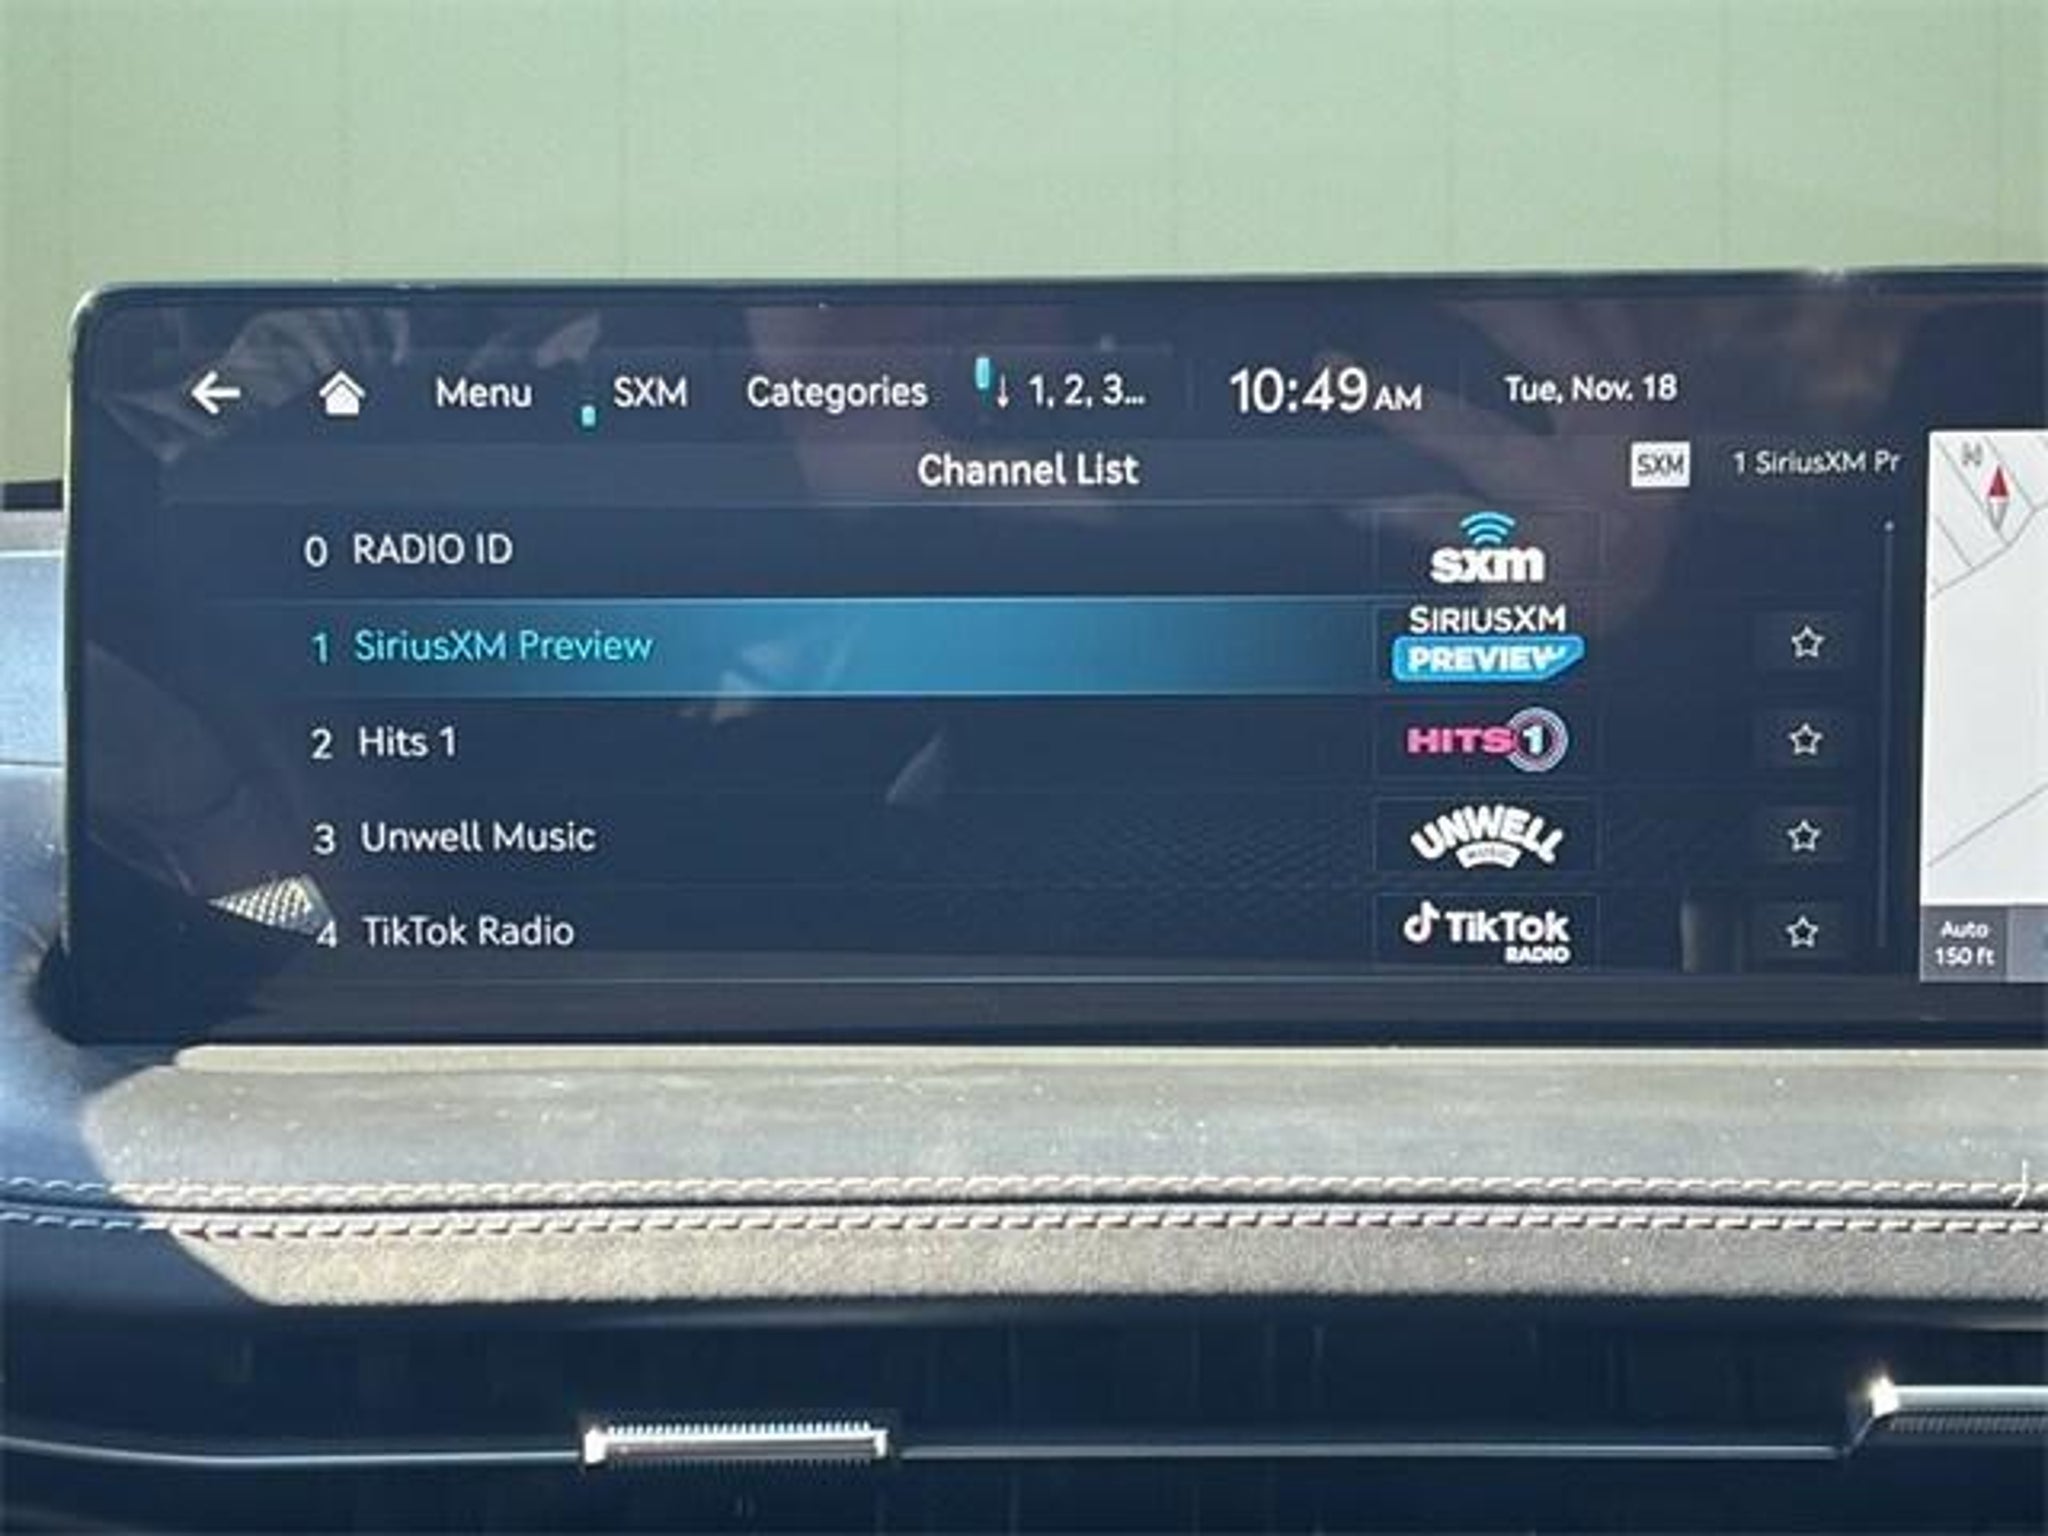 Menu SXM Categories ↓ 1, 2, 3... 10:49 AM Tue, Nov. 18
Channel List
SXM 1 SiriusXM Pr
0 RADIO ID
sxm
1 SiriusXM Preview
SIRIUSXM
PREVIEW
2 Hits 1
HITS 1
3 Unwell Music
UNWELL
MUSIC
4 TikTok Radio
TikTok
RADIO
Auto
150 ft